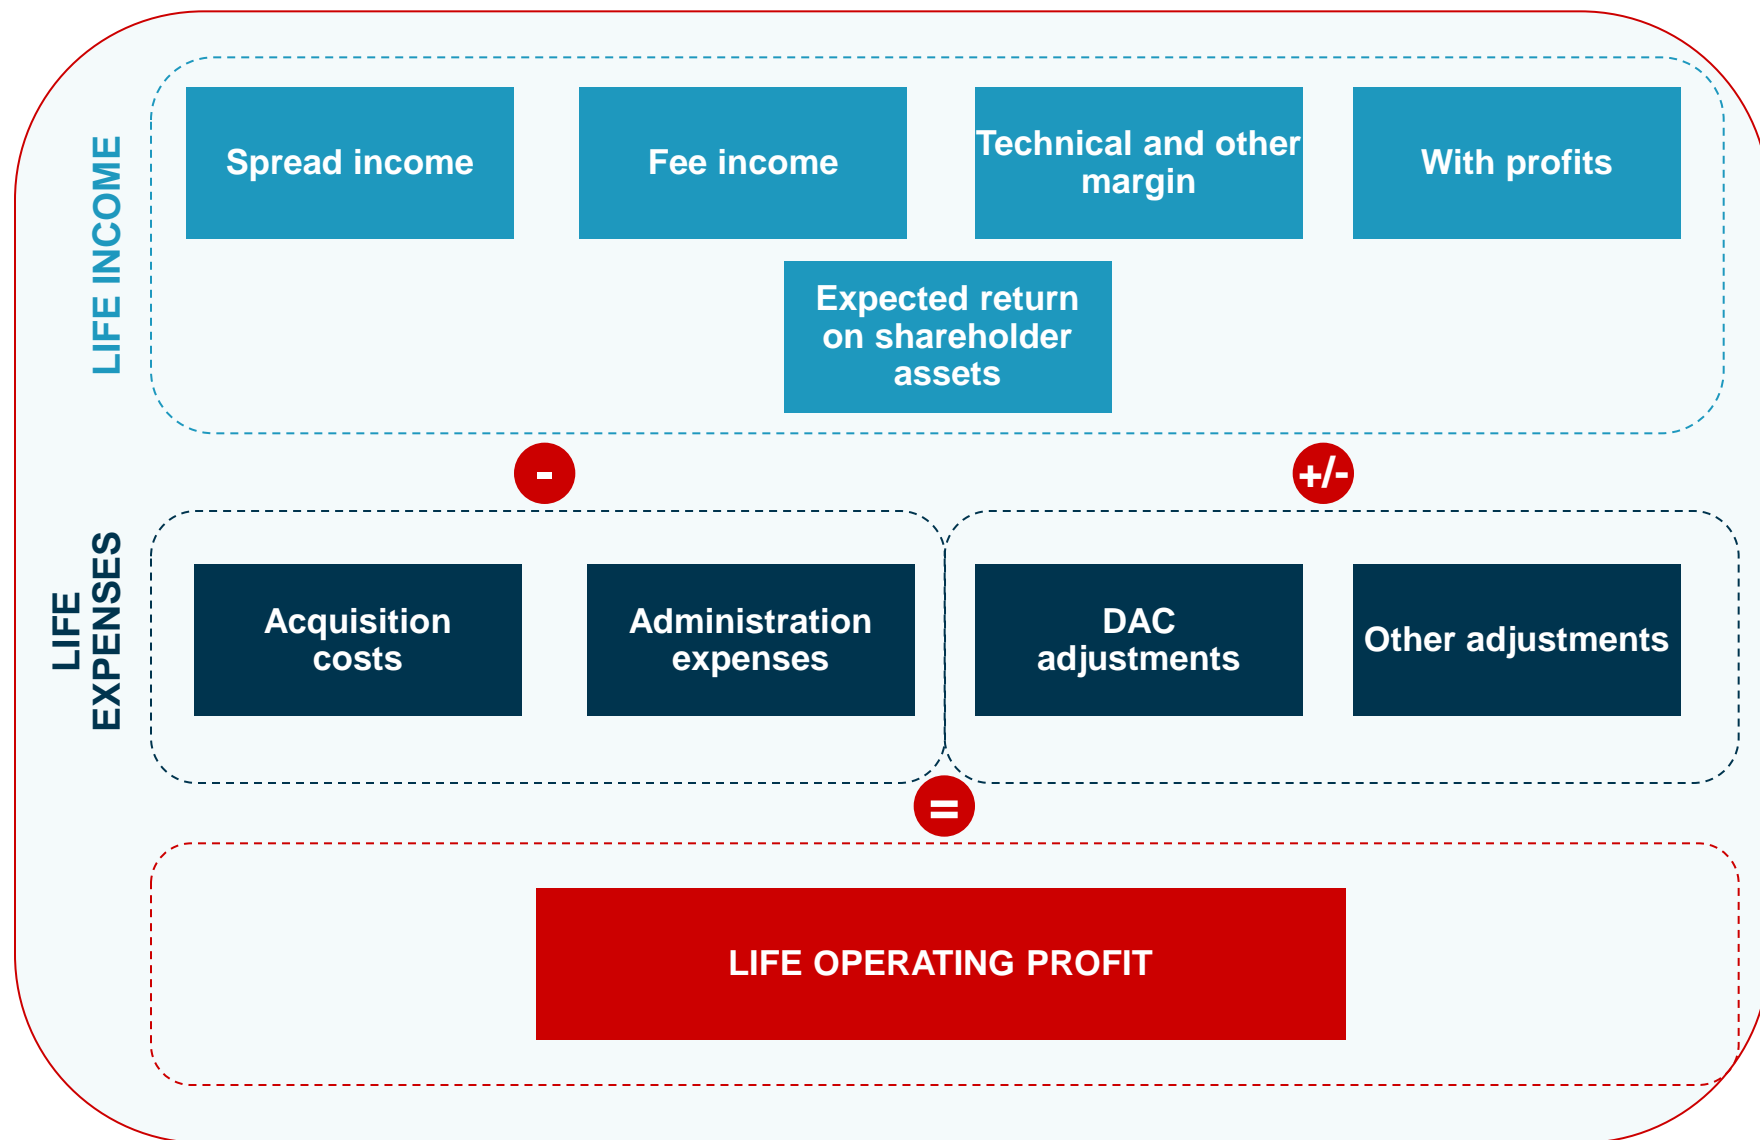 LIFE INCOME
Spread income
Fee income
Technical and other
margin
With profits
Expected return
on shareholder
assets
-
+/-
LIFE
EXPENSES
Acquisition
costs
Administration
expenses
DAC
adjustments
Other adjustments
=
LIFE OPERATING PROFIT